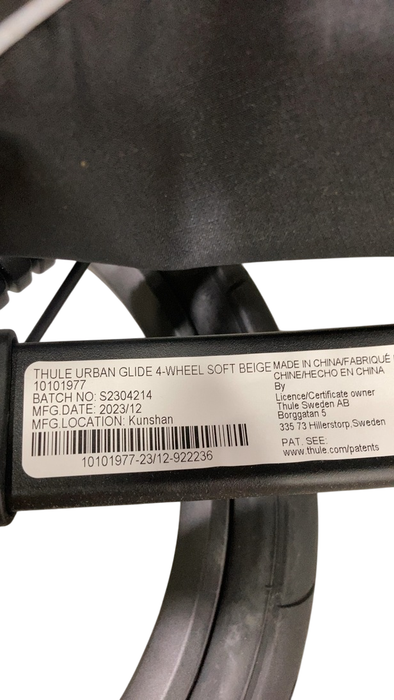 THULE URBAN GLIDE 4-WHEEL SOFT BEIGE
10101977
BATCH NO: S2304214
MFG.DATE: 2023/12
MFG.LOCATION: Kunshan
10101977-23/12-922236
MADE IN CHINA/FABRIQUÉ
CHINE/HECHO EN CHINA
By
Licence/Certificate owner
Thule Sweden AB
Borggatan 5
335 73 Hillerstorp,Sweden
PAT. SEE:
www.thule.com/patents